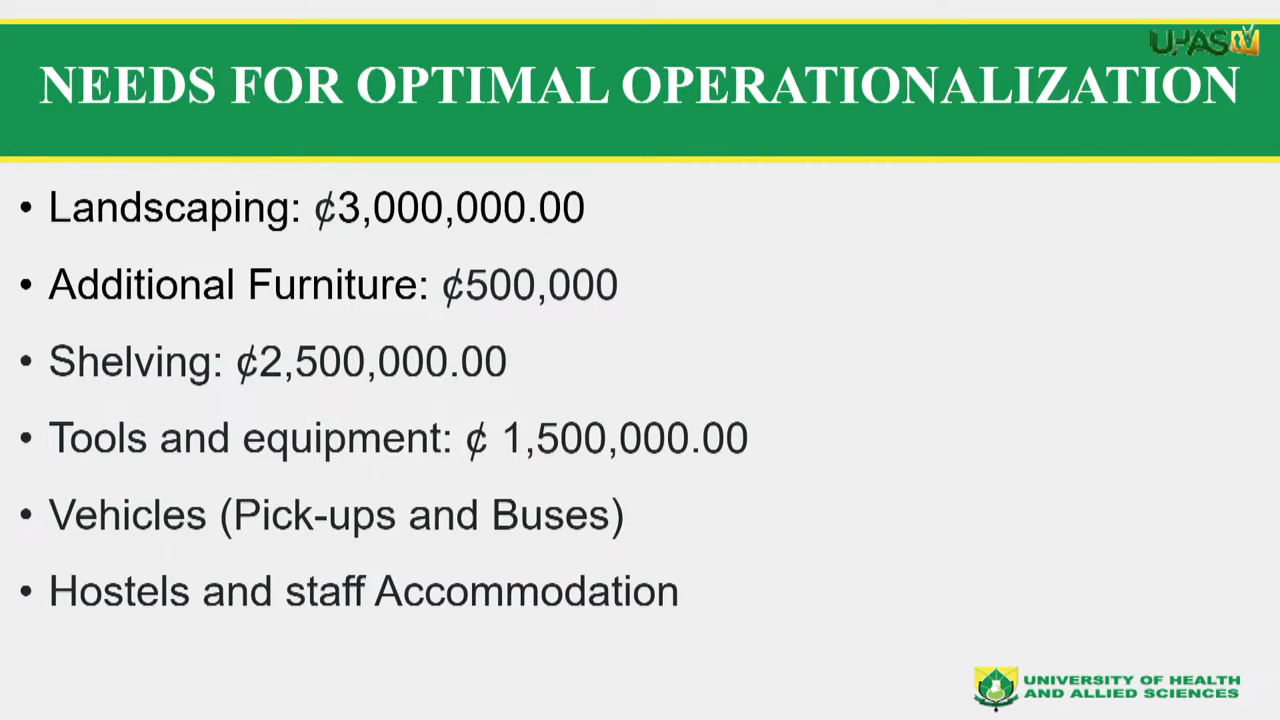 UHAS TV
NEEDS FOR OPTIMAL OPERATIONALIZATION
• Landscaping: ₵3,000,000.00
• Additional Furniture: ₵500,000
• Shelving: ₵2,500,000.00
• Tools and equipment: ₵ 1,500,000.00
• Vehicles (Pick-ups and Buses)
• Hostels and staff Accommodation
UNIVERSITY OF HEALTH
AND ALLIED SCIENCES